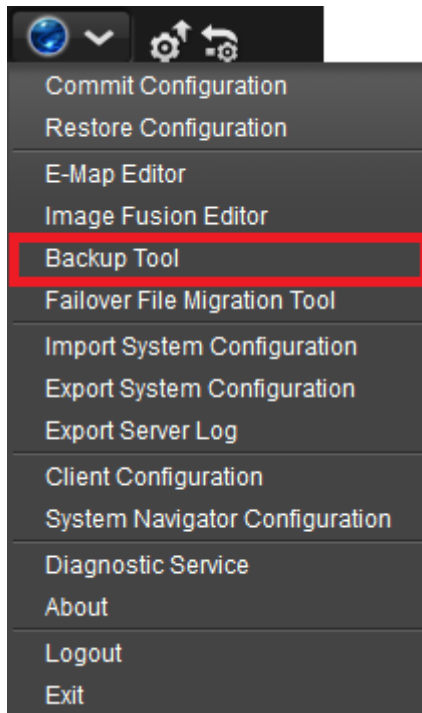 Commit Configuration
Restore Configuration
E-Map Editor
Image Fusion Editor
Backup Tool
Failover File Migration Tool
Import System Configuration
Export System Configuration
Export Server Log
Client Configuration
System Navigator Configuration
Diagnostic Service
About
Logout
Exit